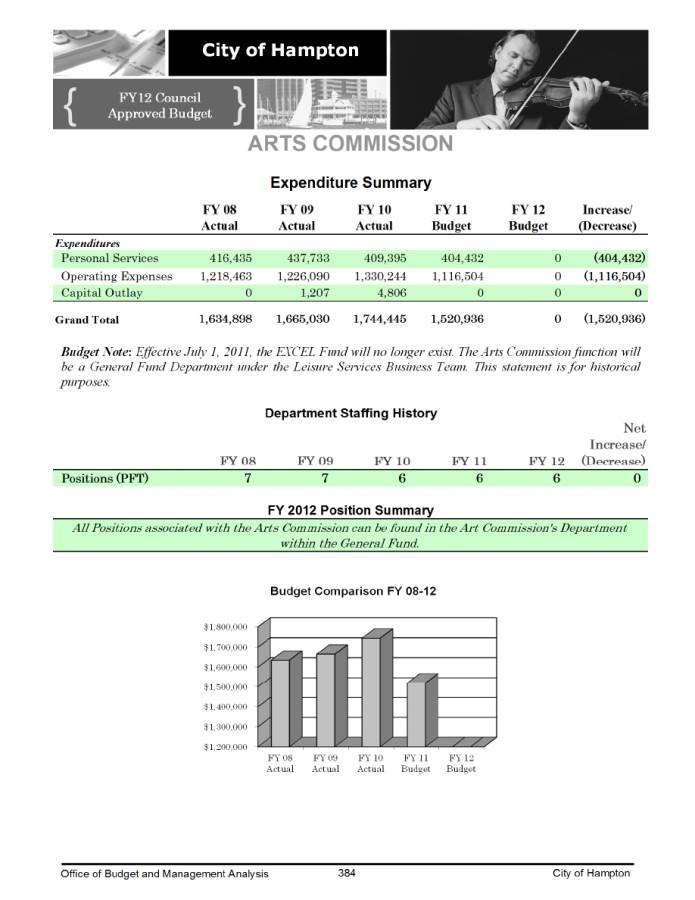 City of Hampton
FY12 Council
Approved Budget
ARTS COMMISSION
Expenditure Summary
FY 08 FY 09 FY 10 FY 11 FY 12 Increase/
Actual Actual Actual Budget Budget (Decrease)
Expenditures
Personal Services 416,435 437,733 409,395 404,432 0 (404,432)
Operating Expenses 1,218,463 1,226,090 1,330,244 1,116,504 0 (1,116,504)
Capital Outlay 0 1,207 4,806 0 0 0
Grand Total 1,634,898 1,665,030 1,744,445 1,520,936 0 (1,520,936)
Budget Note: Effective July 1, 2011, the EXCEL Fund will no longer exist. The Arts Commission function will
be a General Fund Department under the Leisure Services Business Team. This statement is for historical
purposes.
Department Staffing History
Net
Increase/
FY 08 FY 09 FY 10 FY 11 FY 12 (Decrease)
Positions (PFT) 7 7 6 6 6 0
FY 2012 Position Summary
All Positions associated with the Arts Commission can be found in the Art Commission's Department
within the General Fund.
Budget Comparison FY 08-12
$1,800,000
$1,700,000
$1,600,000
$1,500,000
$1,400,000
$1,300,000
$1,200,000
FY 08 FY 09 FY 10 FY 11 FY 12
Actual Actual Actual Budget Budget
Office of Budget and Management Analysis 384 City of Hampton